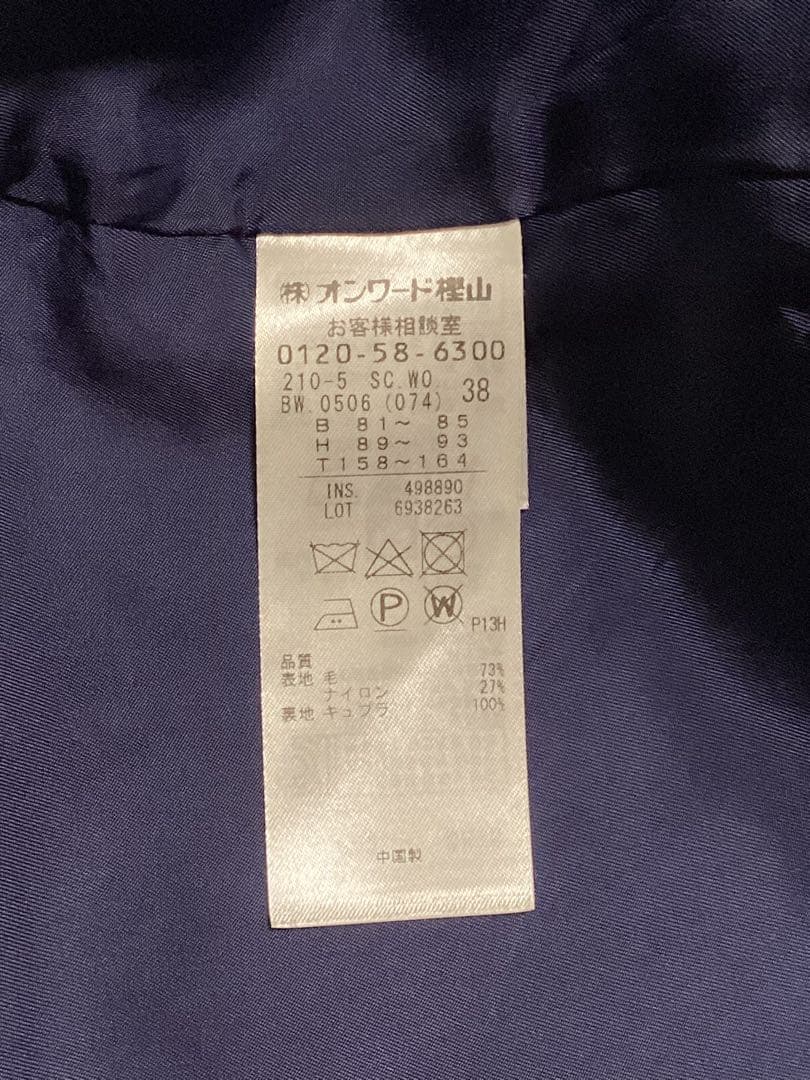 (株)オンワード樫山
お客様相談室
0120-58-6300
210-5 SC.WO. 38
BW.0506(074)
B 81～ 85
H 89～ 93
T158～164
INS. 498890
LOT 6938263
P W P13H
品質
表地 毛 73%
ナイロン 27%
裏地 キュプラ 100%
中国製